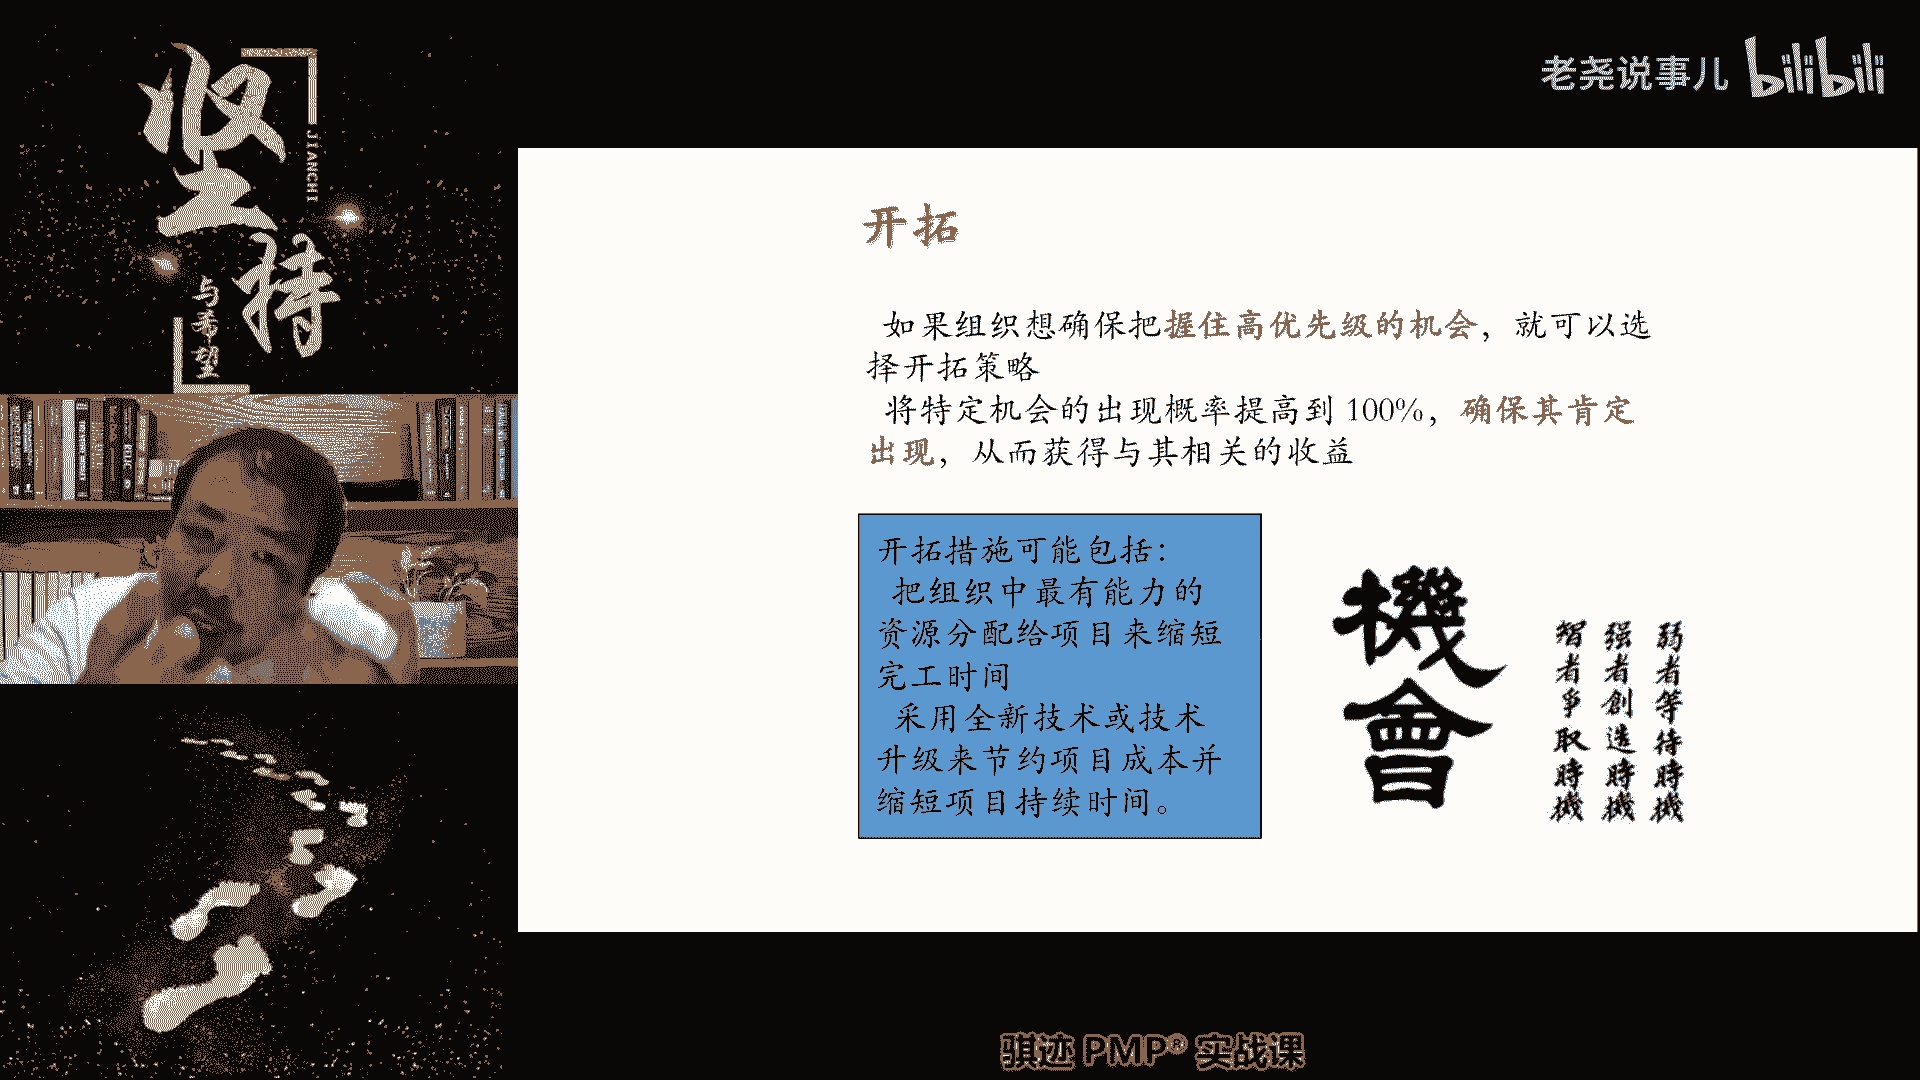 坚持
JIANCHI
与希望
老尧说事儿 bilibili
开拓
如果组织想确保把握住高优先级的机会，就可以选
择开拓策略
将特定机会的出现概率提高到 100%，确保其肯定
出现，从而获得与其相关的收益
开拓措施可能包括：
把组织中最有能力的
资源分配给项目来缩短
完工时间
采用全新技术或技术
升级来节约项目成本并
缩短项目持续时间。
機會
弱者等待時機
强者創造時機
智者爭取時機
骐迹 PMP® 实战课